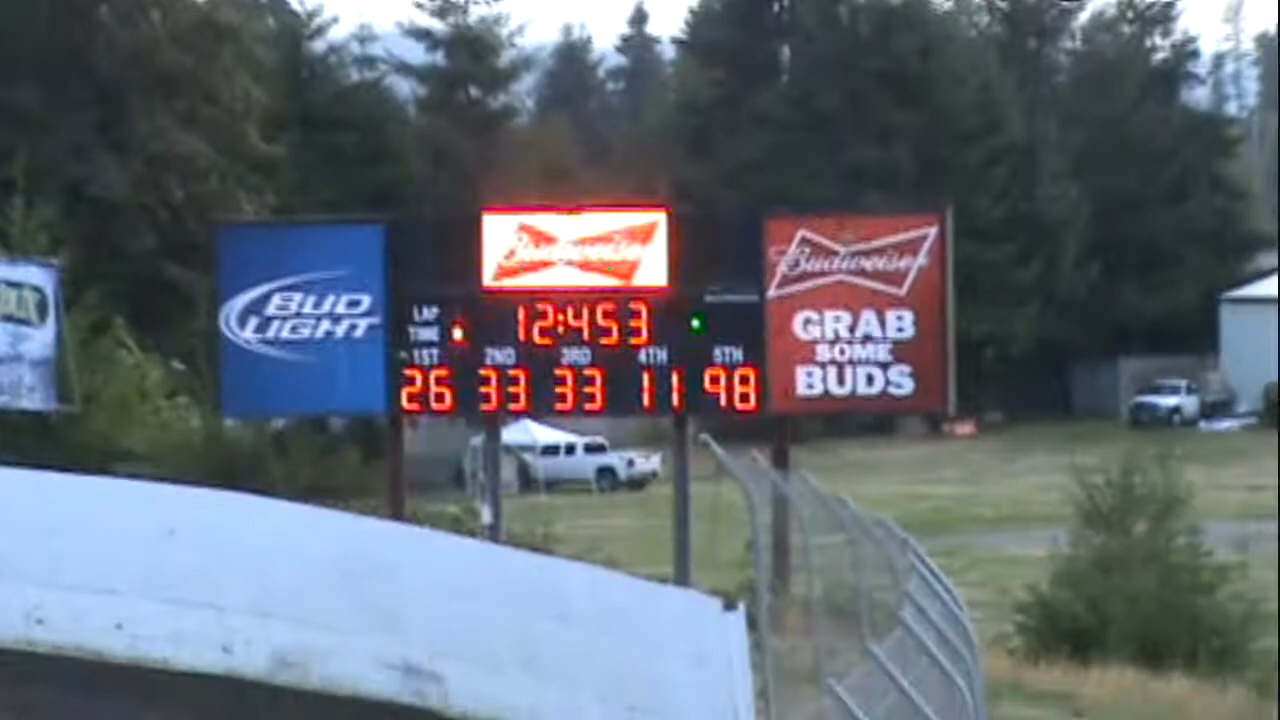 Budweiser
BUD
LIGHT
LAP
TIME
12:453
1ST 2ND 3RD 4TH 5TH
26 33 33 11 98
Budweiser
GRAB
SOME
BUDS